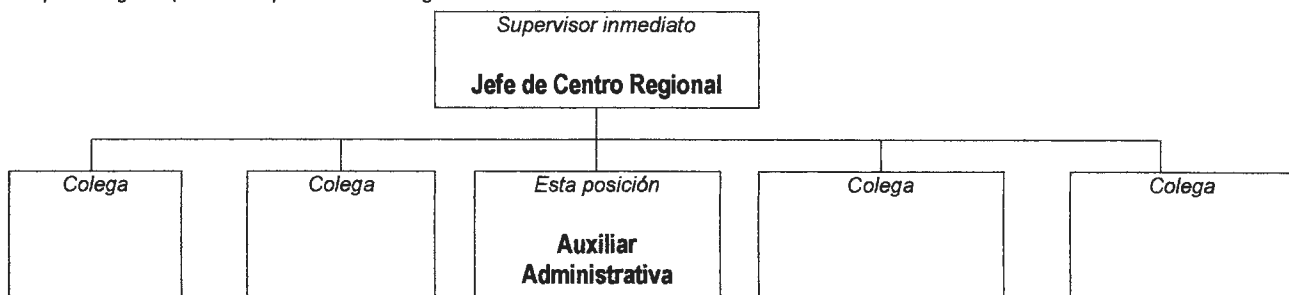 Supervisor inmediato
Jefe de Centro Regional
Colega
Colega
Esta posición
Colega
Colega
Auxiliar
Administrativa